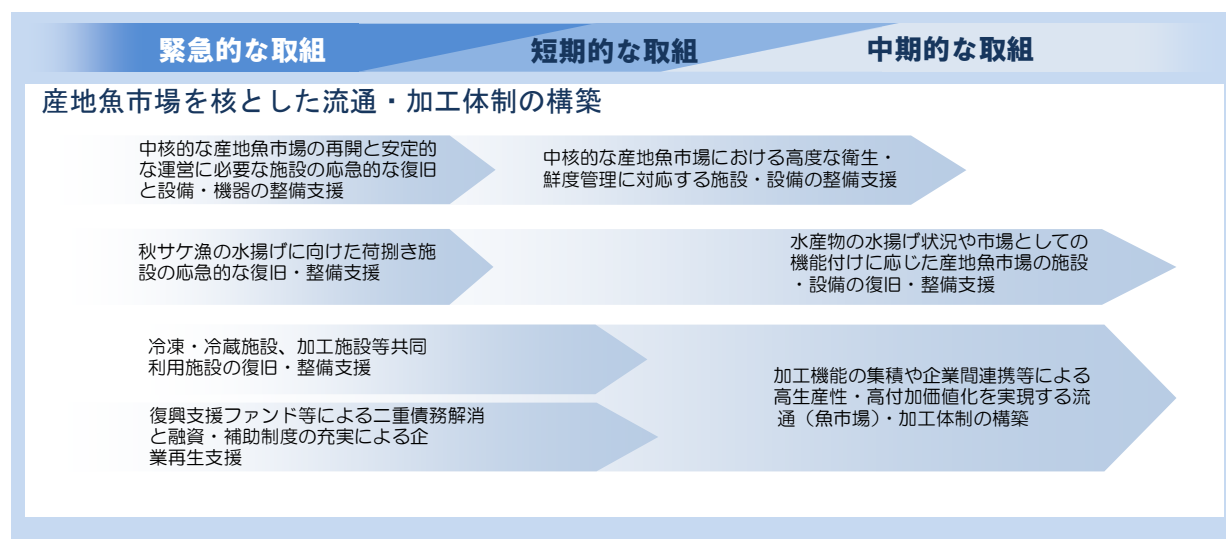 緊急的な取組
短期的な取組
中期的な取組
産地魚市場を核とした流通・加工体制の構築
中核的な産地魚市場の再開と安定的
な運営に必要な施設の応急的な復旧
と設備・機器の整備支援
中核的な産地魚市場における高度な衛生・
鮮度管理に対応する施設・設備の整備支援
秋サケ漁の水揚げに向けた荷捌き施
設の応急的な復旧・整備支援
水産物の水揚げ状況や市場としての
機能付けに応じた産地魚市場の施設
・設備の復旧・整備支援
冷凍・冷蔵施設、加工施設等共同
利用施設の復旧・整備支援
復興支援ファンド等による二重債務解消
と融資・補助制度の充実による企
業再生支援
加工機能の集積や企業間連携等による
高生産性・高付加価値化を実現する流
通（魚市場）・加工体制の構築